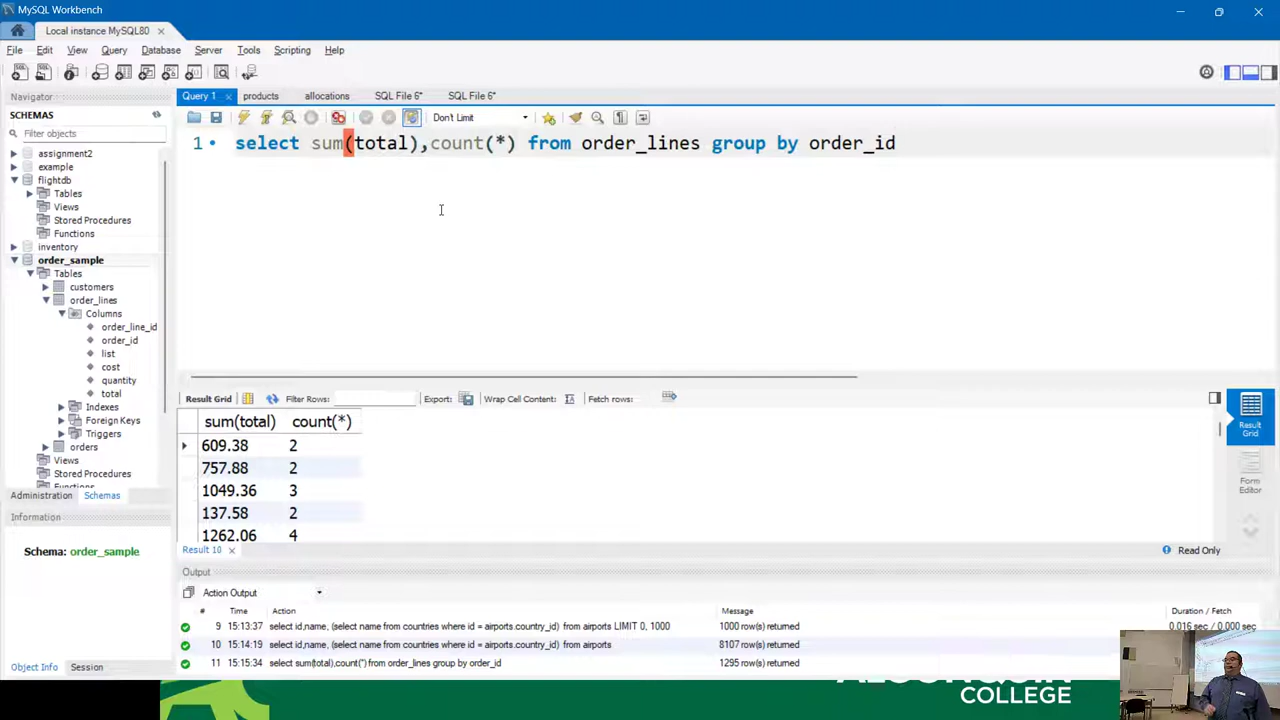 MySQL Workbench
Local instance MySQL80
File Edit View Query Database Server Tools Scripting Help
Navigator
SCHEMAS
Filter objects
assignment2
example
flightdb
Tables
Views
Stored Procedures
Functions
inventory
order_sample
Tables
customers
order_lines
Columns
order_line_id
order_id
list
cost
quantity
total
Indexes
Foreign Keys
Triggers
orders
Views
Stored Procedures
Functions
Administration Schemas
Information
Schema: order_sample
Object Info Session
Query 1 products allocations SQL File 6* SQL File 6*
Don't Limit
1 select sum(total),count(*) from order_lines group by order_id
Result Grid Filter Rows: Export: Wrap Cell Content: Fetch rows:
sum(total) count(*)
609.38 2
757.88 2
1049.36 3
137.58 2
1262.06 4
Result Grid
Form Editor
Result 10
Read Only
Output
Action Output
# Time Action Message Duration / Fetch
9 15:13:37 select id,name, (select name from countries where id = airports.country_id) from airports LIMIT 0, 1000 1000 row(s) returned 0.016 sec / 0.000 sec
10 15:14:19 select id,name, (select name from countries where id = airports.country_id) from airports 8107 row(s) returned
11 15:15:34 select sum(total),count(*) from order_lines group by order_id 1295 row(s) returned
ALGONQUIN
COLLEGE